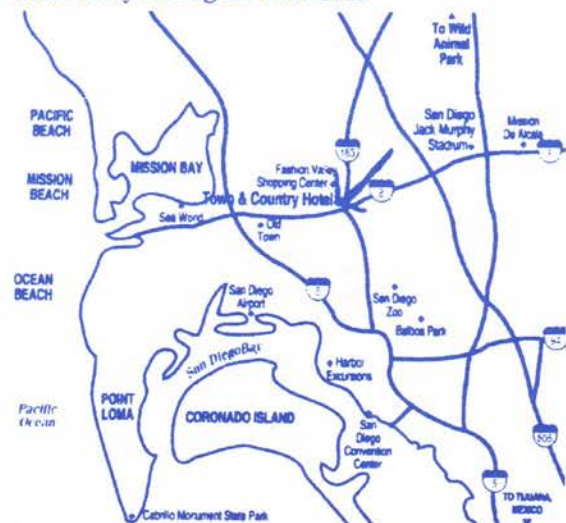 To Wild
Animal
Park
PACIFIC
BEACH
San Diego
Jack Murphy
Stadium
Mission
De Alcala
MISSION BAY
163
Fashion Valley
Shopping Center
MISSION
BEACH
Town & Country Hotel
Sea World
Old
Town
OCEAN
BEACH
San Diego
Airport
San Diego
Zoo
Balboa Park
San Diego Bay
Harbor
Excursions
94
Pacific
Ocean
POINT
LOMA
CORONADO ISLAND
San
Diego
Convention
Center
805
5
TO TIJUANA,
MEXICO
Cabrillo Monument State Park